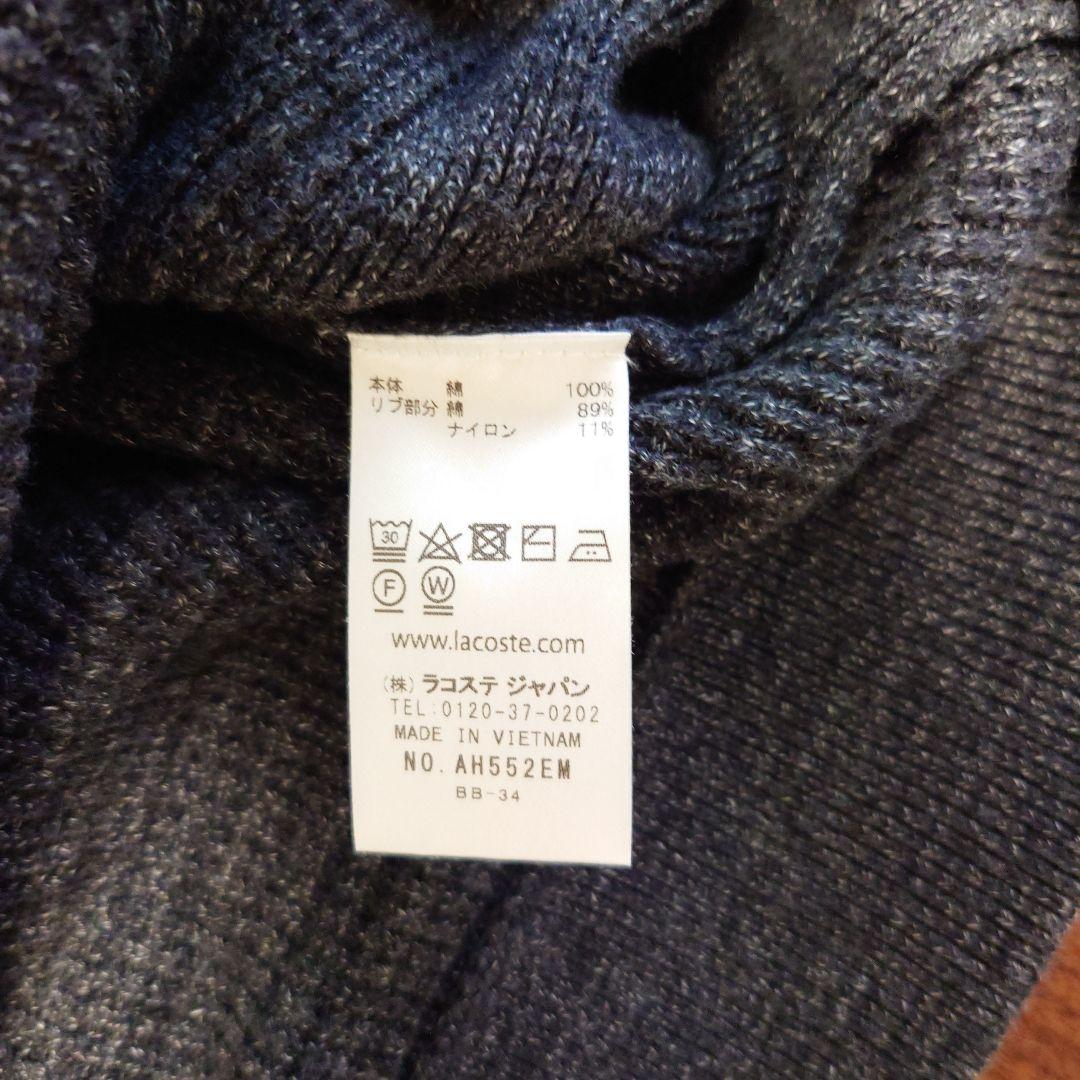 本体 綿 100%
リブ部分 綿 89%
ナイロン 11%
30
F W
www.lacoste.com
(株) ラコステ ジャパン
TEL:0120-37-0202
MADE IN VIETNAM
NO. AH552EM
BB-34